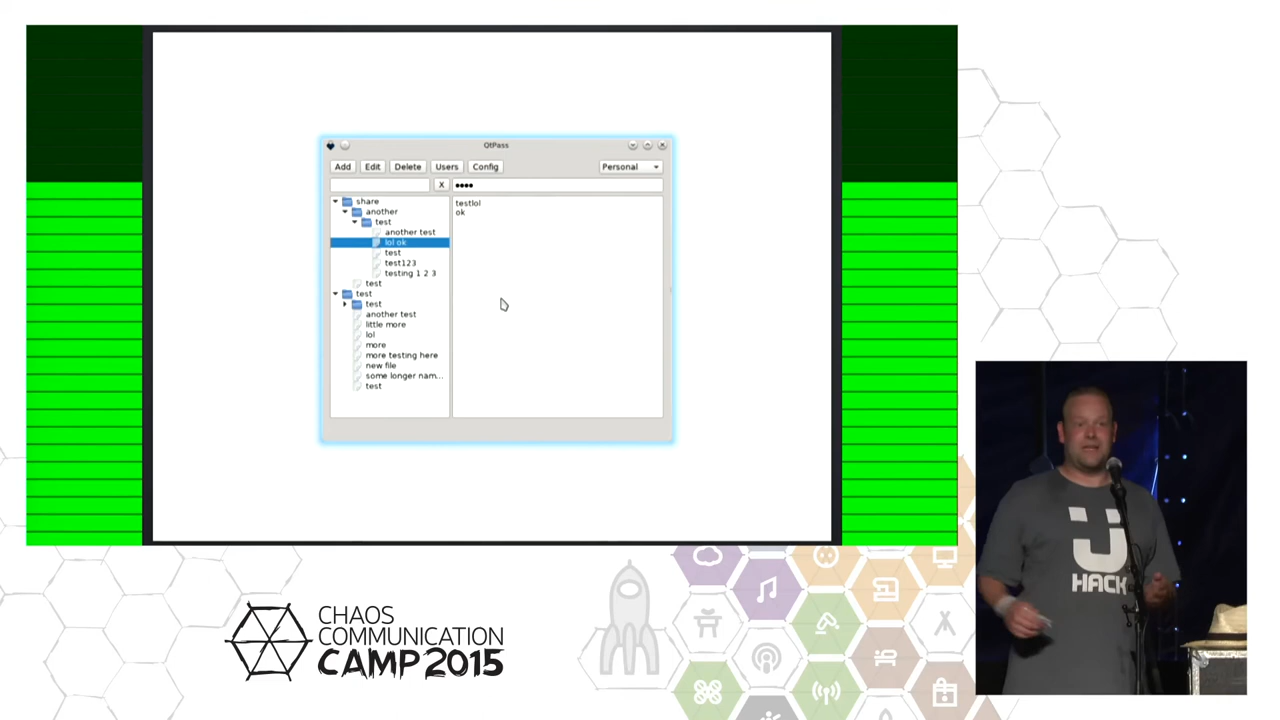 QtPass
Add Edit Delete Users Config Personal
X ••••
share
another
test
another test
lol ok
test
test123
testing 1 2 3
test
test
test
another test
little more
lol
more
more testing here
new file
some longer nam...
test
testlol
ok
HACK
CHAOS
COMMUNICATION
CAMP 2015